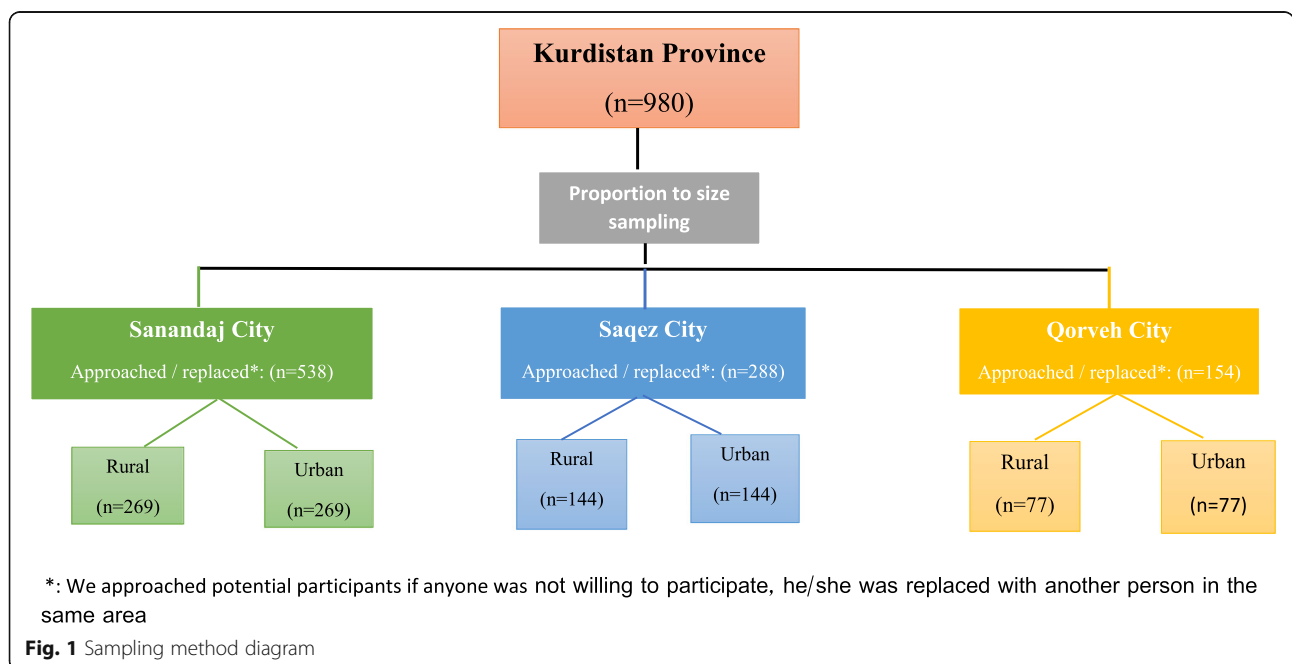 Kurdistan Province
(n=980)
Proportion to size
sampling
Sanandaj City
Approached / replaced*: (n=538)
Saqez City
Approached / replaced*: (n=288)
Qorveh City
Approached / replaced*: (n=154)
Rural
(n=269)
Urban
(n=269)
Rural
(n=144)
Urban
(n=144)
Rural
(n=77)
Urban
(n=77)
*: We approached potential participants if anyone was not willing to participate, he/she was replaced with another person in the
same area
Fig. 1 Sampling method diagram